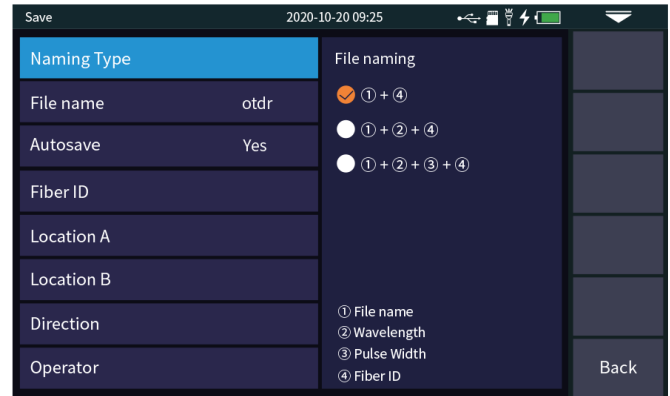 Save 2020-10-20 09:25
Naming Type
File name otdr
Autosave Yes
Fiber ID
Location A
Location B
Direction
Operator
File naming
① + ④
① + ② + ④
① + ② + ③ + ④
① File name
② Wavelength
③ Pulse Width
④ Fiber ID
Back